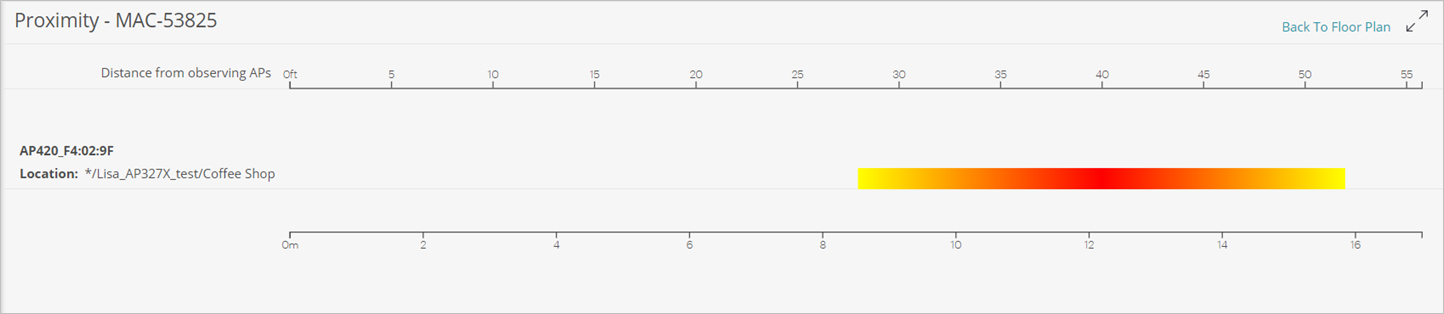 Proximity - MAC-53825
Back To Floor Plan
Distance from observing APs 0ft 5 10 15 20 25 30 35 40 45 50 55
AP420_F4:02:9F
Location: */Lisa_AP327X_test/Coffee Shop
0m 2 4 6 8 10 12 14 16